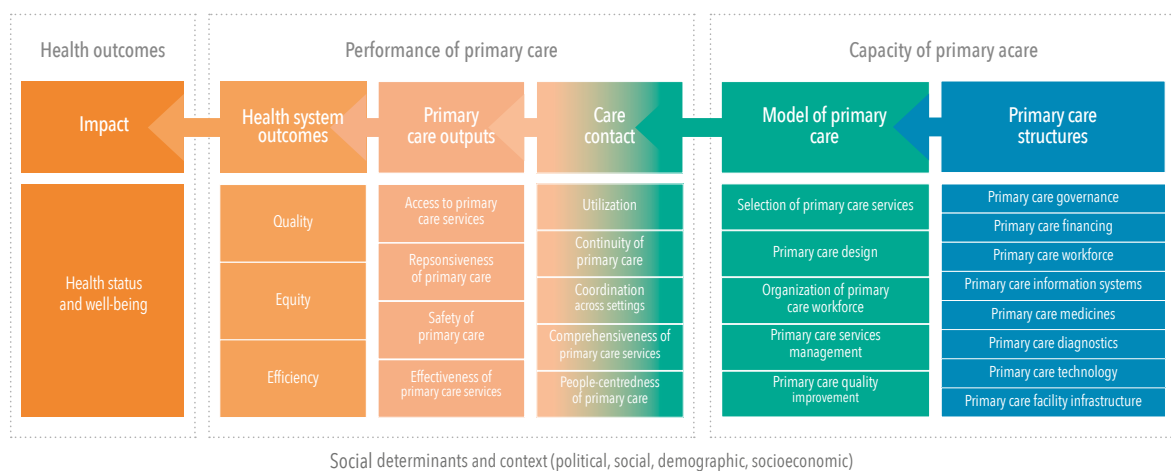 Health outcomes
Performance of primary care
Capacity of primary acare
Impact
Health system
outcomes
Primary
care outputs
Care
contact
Model of primary
care
Primary care
structures
Health status
and well-being
Quality
Equity
Efficiency
Access to primary
care services
Repsonsiveness
of primary care
Safety of
primary care
Effectiveness of
primary care services
Utilization
Continuity of
primary care
Coordination
across settings
Comprehensiveness of
primary care services
People-centredness
of primary care
Selection of primary care services
Primary care design
Organization of primary
care workforce
Primary care services
management
Primary care quality
improvement
Primary care governance
Primary care financing
Primary care workforce
Primary care information systems
Primary care medicines
Primary care diagnostics
Primary care technology
Primary care facility infrastructure
Social determinants and context (political, social, demographic, socioeconomic)